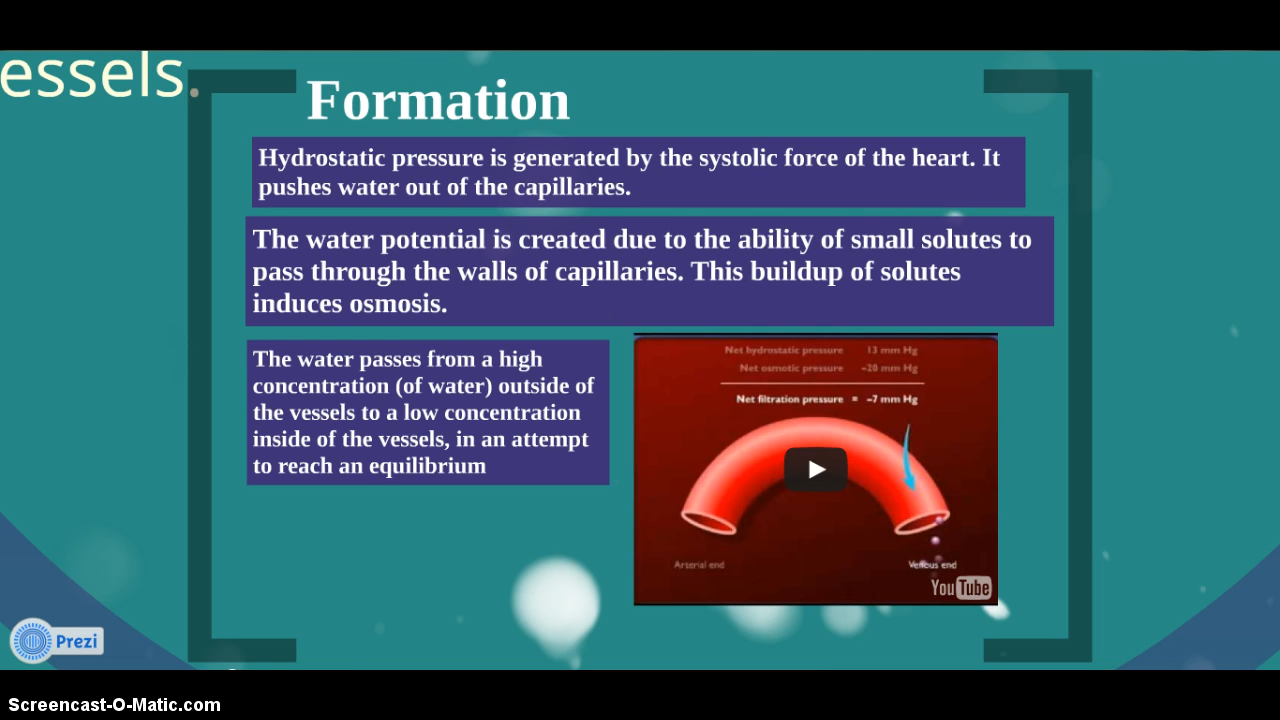 essels.
Formation
Hydrostatic pressure is generated by the systolic force of the heart. It
pushes water out of the capillaries.
The water potential is created due to the ability of small solutes to
pass through the walls of capillaries. This buildup of solutes
induces osmosis.
The water passes from a high
concentration (of water) outside of
the vessels to a low concentration
inside of the vessels, in an attempt
to reach an equilibrium
Net hydrostatic pressure 13 mm Hg
Net osmotic pressure -20 mm Hg
Net filtration pressure = -7 mm Hg
Arterial end Venous end
YouTube
Prezi
Screencast-O-Matic.com